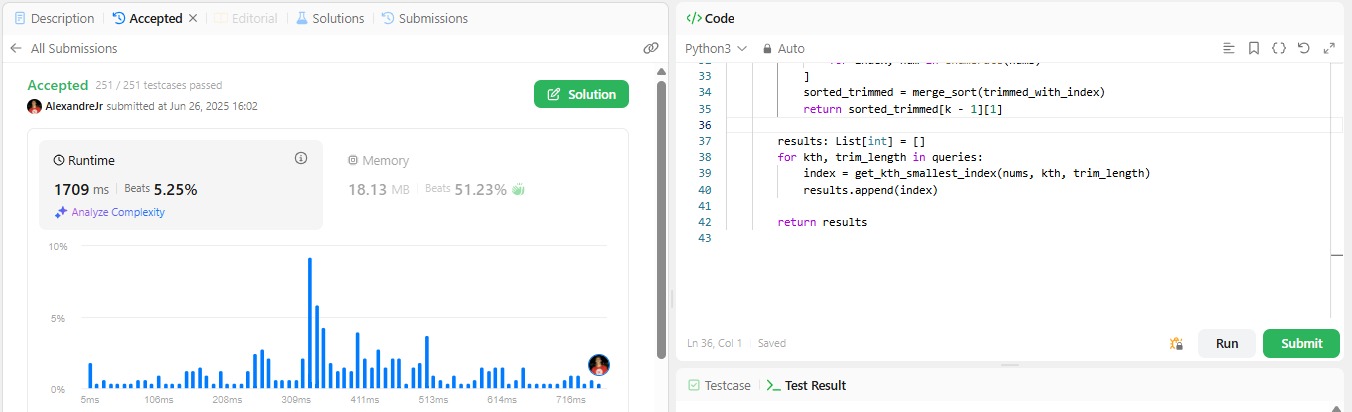 Description
Accepted
Editorial
Solutions
Submissions
All Submissions
Accepted 251 / 251 testcases passed
AlexandreJr submitted at Jun 26, 2025 16:02
Solution
Runtime
1709 ms Beats 5.25%
Analyze Complexity
Memory
18.13 MB Beats 51.23%
10%
5%
0%
5ms 106ms 208ms 309ms 411ms 513ms 614ms 716ms
Code
Python3 Auto
33 ]
34 sorted_trimmed = merge_sort(trimmed_with_index)
35 return sorted_trimmed[k - 1][1]
36
37 results: List[int] = []
38 for kth, trim_length in queries:
39 index = get_kth_smallest_index(nums, kth, trim_length)
40 results.append(index)
41
42 return results
43
Ln 36, Col 1 Saved
Run
Submit
Testcase
Test Result